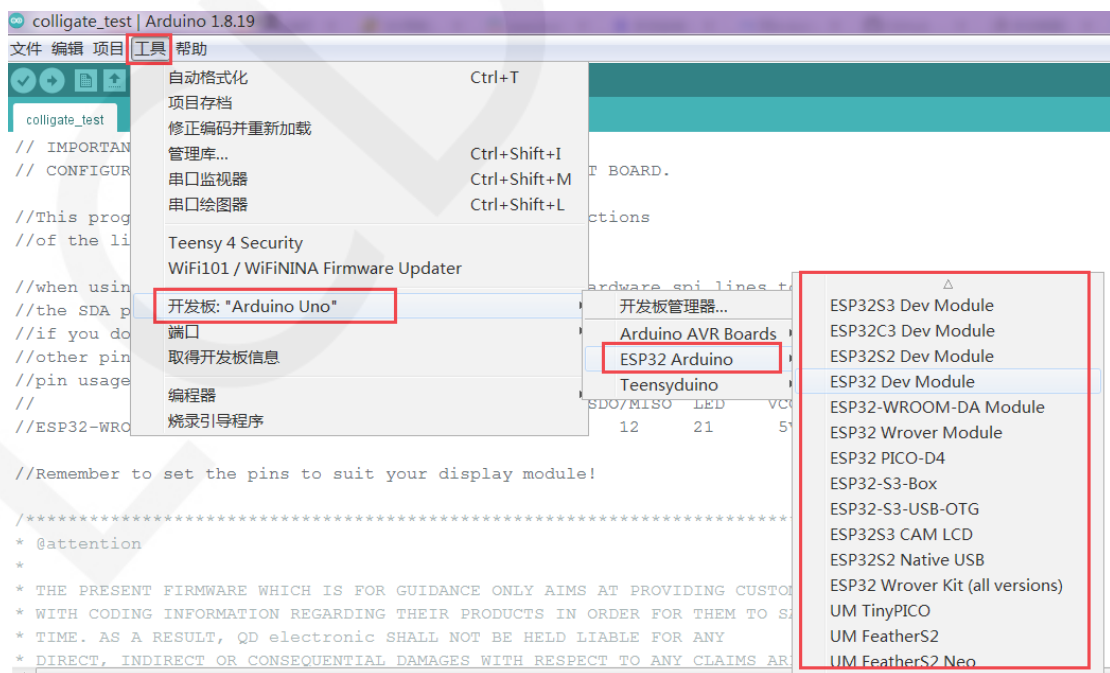 colligate_test | Arduino 1.8.19
文件 编辑 项目 工具 帮助
colligate_test
自动格式化 Ctrl+T
项目存档
修正编码并重新加载
管理库... Ctrl+Shift+I
串口监视器 Ctrl+Shift+M
串口绘图器 Ctrl+Shift+L
Teensy 4 Security
WiFi101 / WiFiNINA Firmware Updater
开发板: "Arduino Uno"
端口
取得开发板信息
编程器
烧录引导程序
开发板管理器...
Arduino AVR Boards
ESP32 Arduino
Teensyduino
ESP32S3 Dev Module
ESP32C3 Dev Module
ESP32S2 Dev Module
ESP32 Dev Module
ESP32-WROOM-DA Module
ESP32 Wrover Module
ESP32 PICO-D4
ESP32-S3-Box
ESP32-S3-USB-OTG
ESP32S3 CAM LCD
ESP32S2 Native USB
ESP32 Wrover Kit (all versions)
UM TinyPICO
UM FeatherS2
UM FeatherS2 Neo
// IMPORTAN
// CONFIGUR T BOARD.
//This prog ctions
//of the li
//when usin ardware spi lines to
//the SDA p
//if you do
//other pin
//pin usage
// SDO/MISO LED VCC
//ESP32-WRO 12 21 5V
//Remember to set the pins to suit your display module!
/**************************************************************************
* @attention
*
* THE PRESENT FIRMWARE WHICH IS FOR GUIDANCE ONLY AIMS AT PROVIDING CUSTO
* WITH CODING INFORMATION REGARDING THEIR PRODUCTS IN ORDER FOR THEM TO SA
* TIME. AS A RESULT, QD electronic SHALL NOT BE HELD LIABLE FOR ANY
* DIRECT, INDIRECT OR CONSEQUENTIAL DAMAGES WITH RESPECT TO ANY CLAIMS ARI